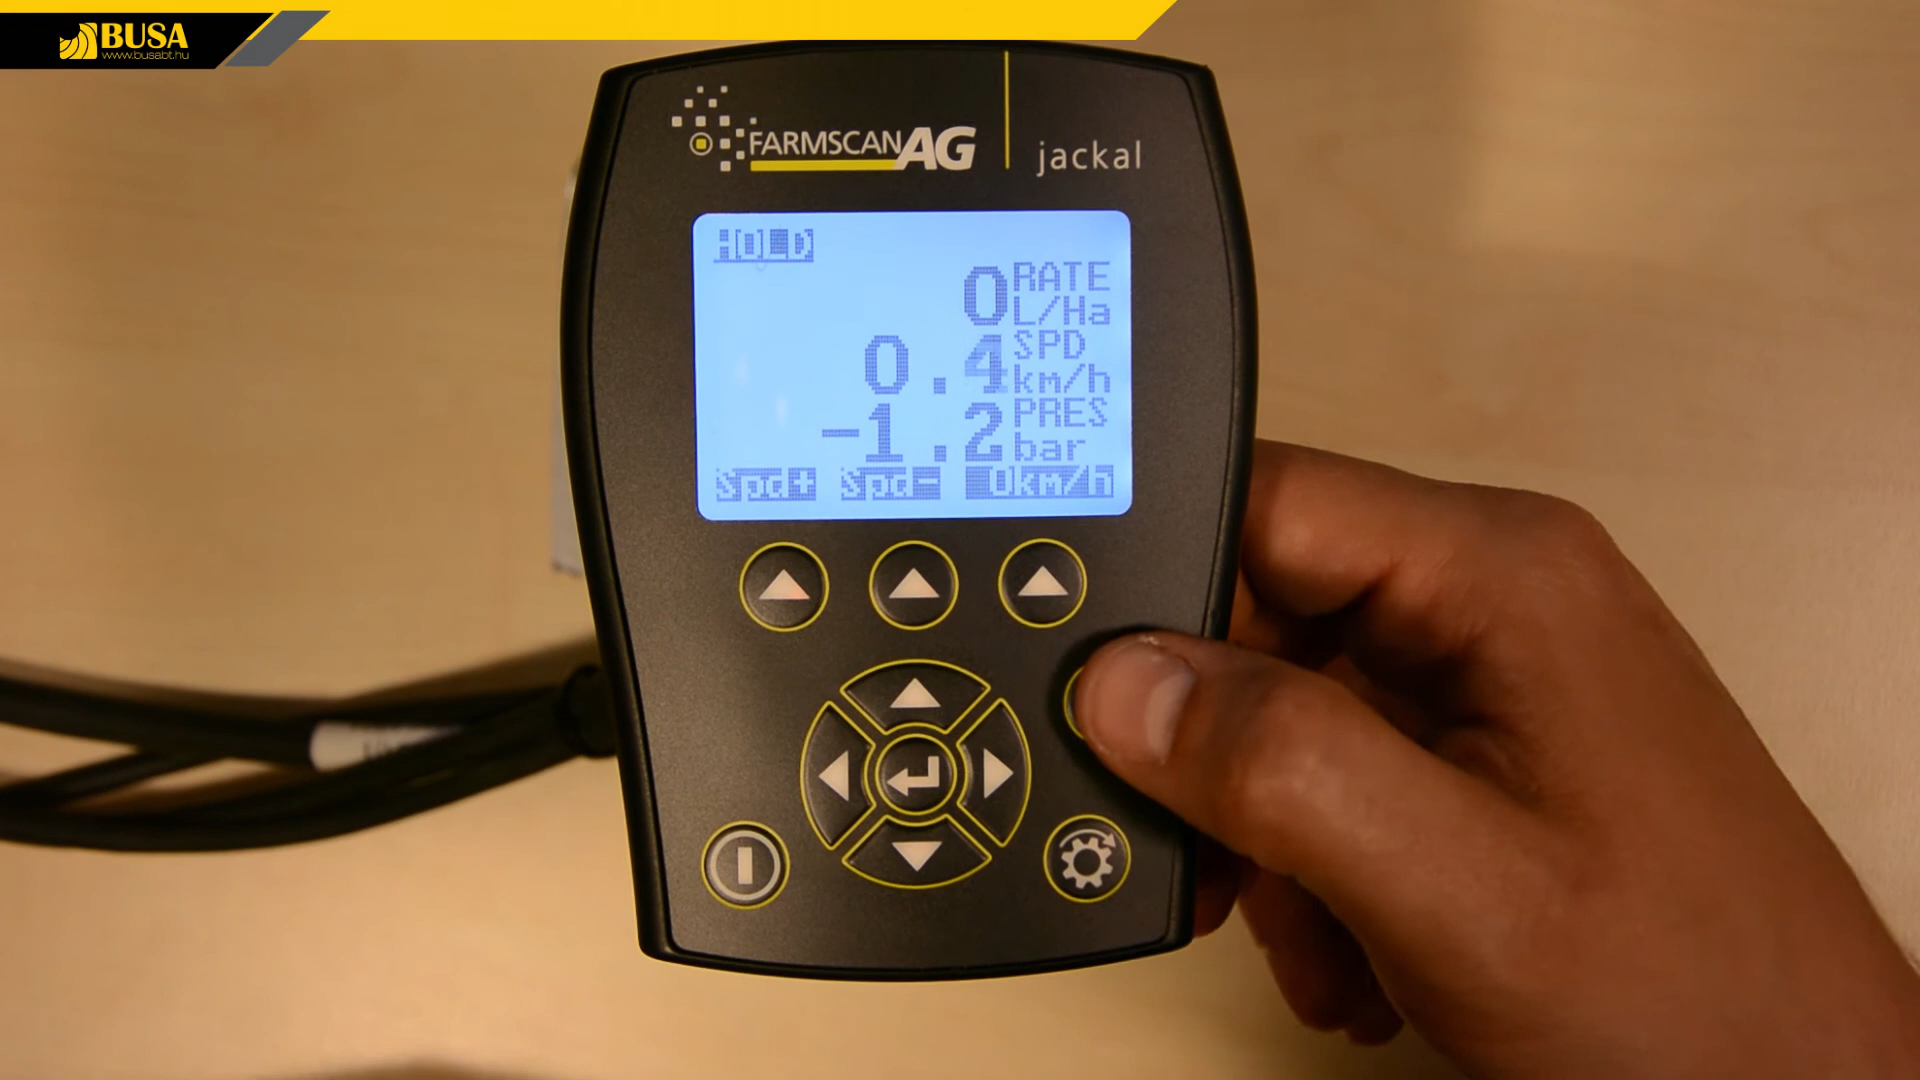 BUSA
www.busabt.hu
FARMSCAN AG
jackal
HOLD
0 RATE L/Ha
0.4 SPD km/h
-1.2 PRES bar
Spd+ Spd- 0km/h